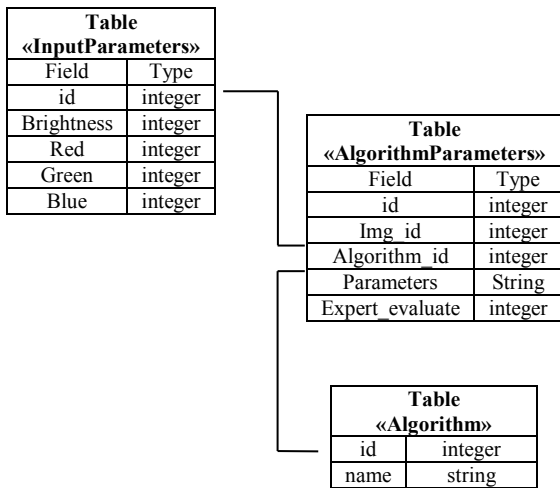 Table
«InputParameters»
Field Type
id integer
Brightness integer
Red integer
Green integer
Blue integer
Table
«AlgorithmParameters»
Field Type
id integer
Img_id integer
Algorithm_id integer
Parameters String
Expert_evaluate integer
Table
«Algorithm»
id integer
name string